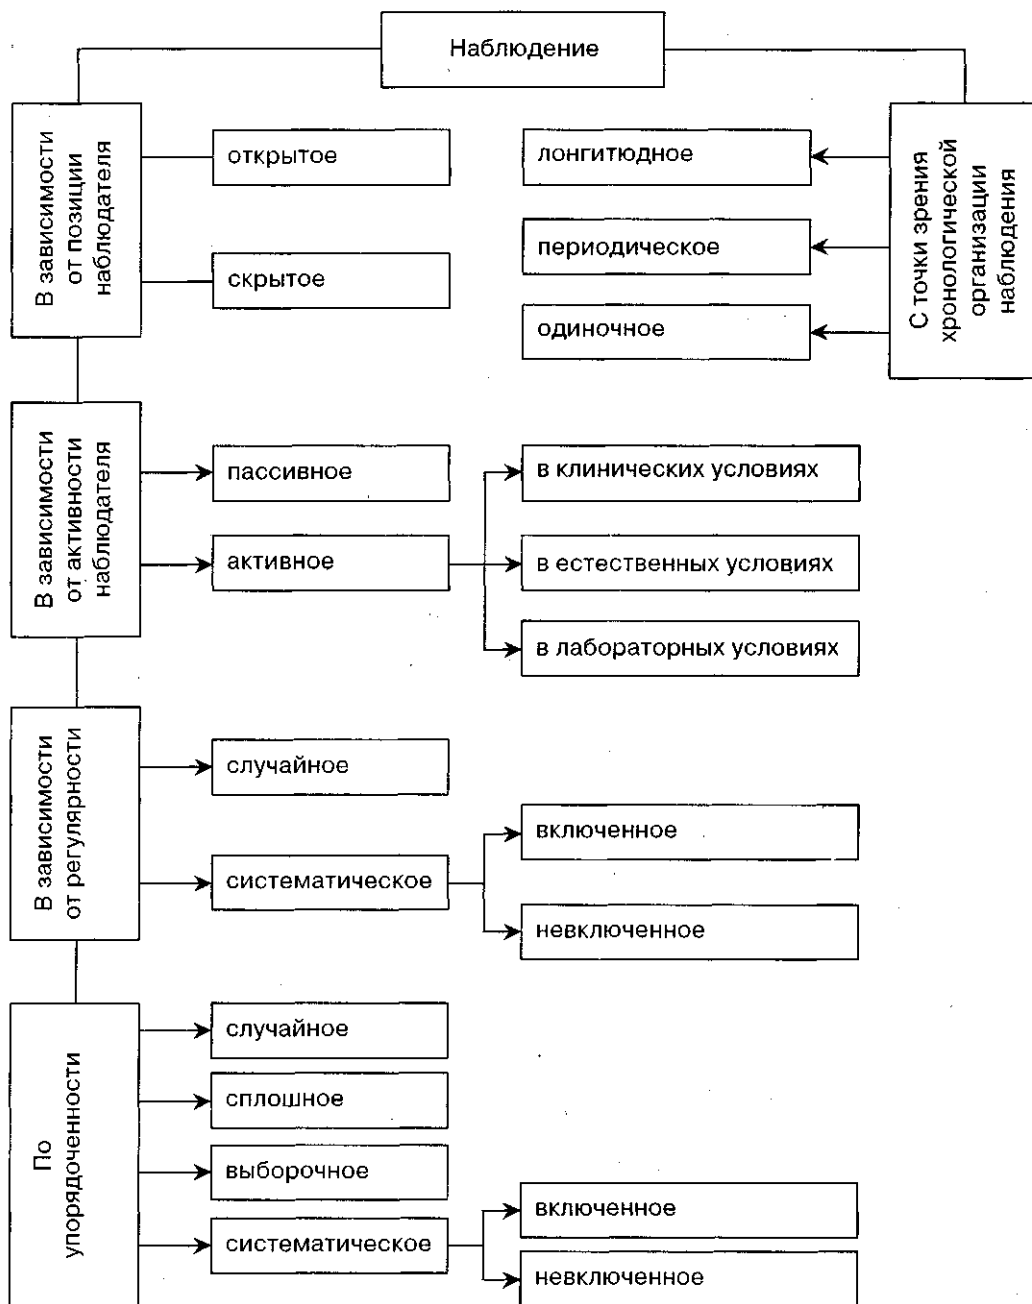 Наблюдение
В зависимости
от позиции
наблюдателя
открытое
скрытое
лонгитюдное
периодическое
одиночное
С точки зрения
хронологической
организации
наблюдения
В зависимости
от активности
наблюдателя
пассивное
активное
в клинических условиях
в естественных условиях
в лабораторных условиях
В зависимости
от регулярности
случайное
систематическое
включенное
невключенное
По
упорядоченности
случайное
сплошное
выборочное
систематическое
включенное
невключенное